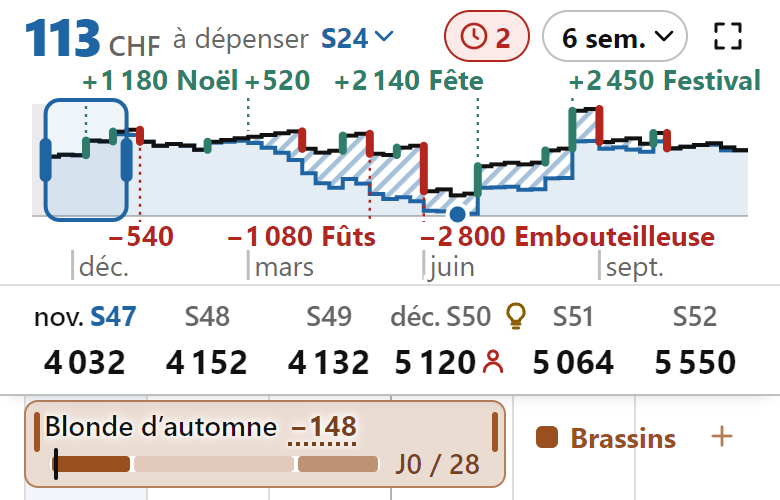 113 CHF à dépenser S24 2 6 sem.
+1 180 Noël +520 +2 140 Fête +2 450 Festival
−540 −1 080 Fûts −2 800 Embouteilleuse
déc. mars juin sept.
nov. S47 S48 S49 déc. S50 S51 S52
4 032 4 152 4 132 5 120 5 064 5 550
Blonde d’automne −148
J0 / 28
Brassins +